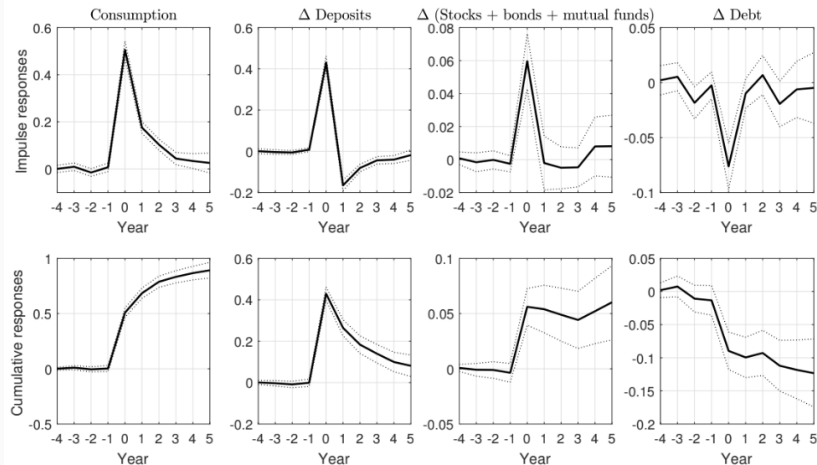 Consumption
Δ Deposits
Δ (Stocks + bonds + mutual funds)
Δ Debt
Impulse responses
0.6
0.4
0.2
0
-4 -3 -2 -1 0 1 2 3 4 5
Year
0.6
0.4
0.2
0
-0.2
-4 -3 -2 -1 0 1 2 3 4 5
Year
0.08
0.06
0.04
0.02
0
-0.02
-4 -3 -2 -1 0 1 2 3 4 5
Year
0.05
0
-0.05
-0.1
-4 -3 -2 -1 0 1 2 3 4 5
Year
Cumulative responses
1
0.5
0
-0.5
-4 -3 -2 -1 0 1 2 3 4 5
Year
0.6
0.4
0.2
0
-0.2
-4 -3 -2 -1 0 1 2 3 4 5
Year
0.1
0.05
0
-0.05
-4 -3 -2 -1 0 1 2 3 4 5
Year
0.05
0
-0.05
-0.1
-0.15
-0.2
-4 -3 -2 -1 0 1 2 3 4 5
Year